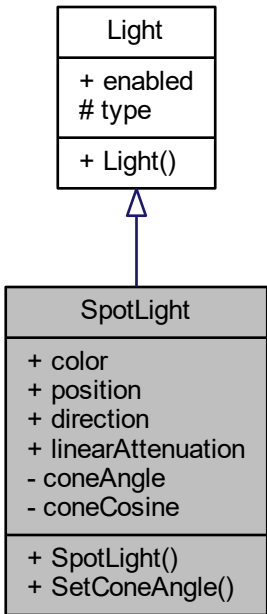 Light
+ enabled
# type
+ Light()
SpotLight
+ color
+ position
+ direction
+ linearAttenuation
- coneAngle
- coneCosine
+ SpotLight()
+ SetConeAngle()